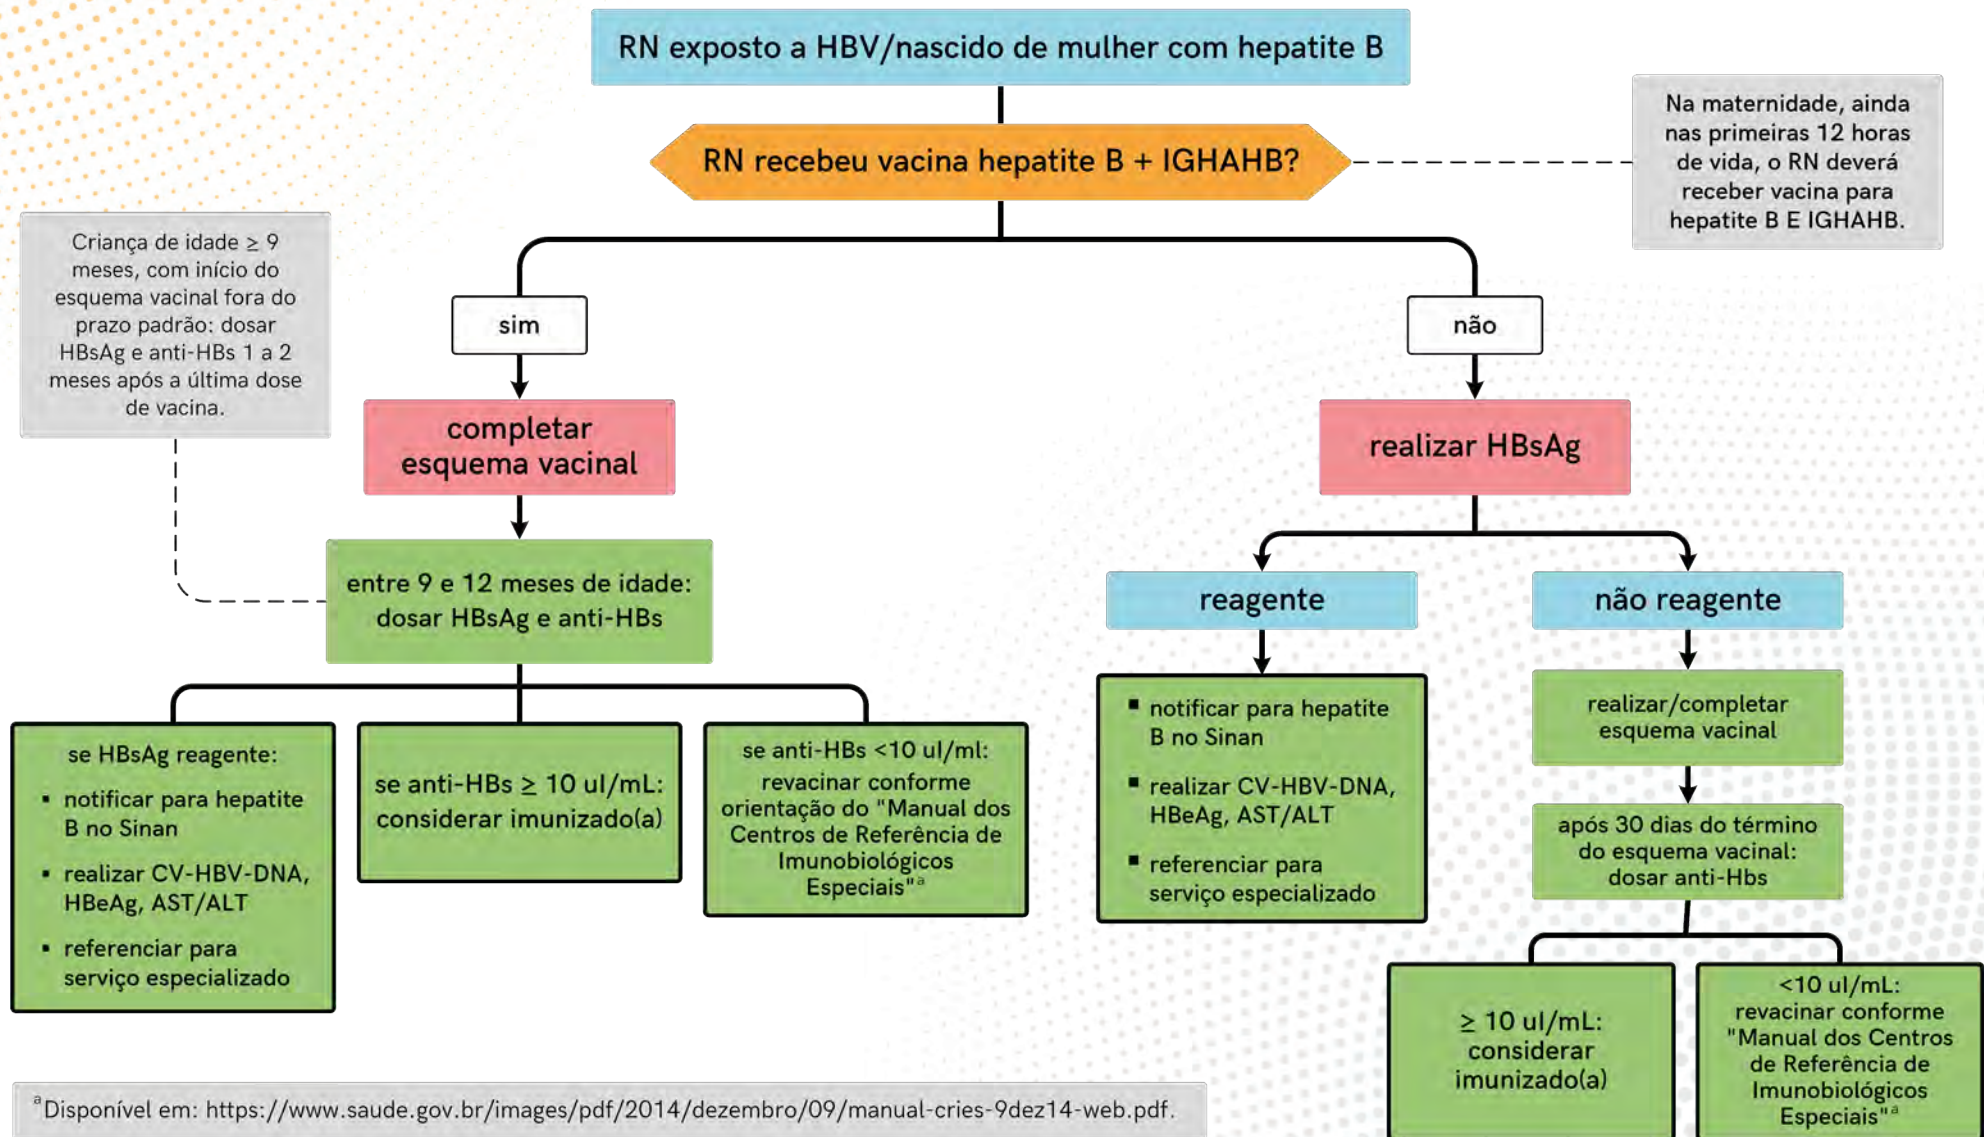 RN exposto a HBV/nascido de mulher com hepatite B
RN recebeu vacina hepatite B + IGHAHB?
Na maternidade, ainda
nas primeiras 12 horas
de vida, o RN deverá
receber vacina para
hepatite B E IGHAHB.
Criança de idade ≥ 9
meses, com início do
esquema vacinal fora do
prazo padrão: dosar
HBsAg e anti-HBs 1 a 2
meses após a última dose
de vacina.
sim
completar
esquema vacinal
entre 9 e 12 meses de idade:
dosar HBsAg e anti-HBs
se HBsAg reagente:
▪ notificar para hepatite
B no Sinan
▪ realizar CV-HBV-DNA,
HBeAg, AST/ALT
▪ referenciar para
serviço especializado
se anti-HBs ≥ 10 uI/mL:
considerar imunizado(a)
se anti-HBs <10 uI/ml:
revacinar conforme
orientação do "Manual dos
Centros de Referência de
Imunobiológicos
Especiais"ª
não
realizar HBsAg
reagente
▪ notificar para hepatite
B no Sinan
▪ realizar CV-HBV-DNA,
HBeAg, AST/ALT
▪ referenciar para
serviço especializado
não reagente
realizar/completar
esquema vacinal
após 30 dias do término
do esquema vacinal:
dosar anti-Hbs
≥ 10 uI/mL:
considerar
imunizado(a)
<10 uI/mL:
revacinar conforme
"Manual dos Centros
de Referência de
Imunobiológicos
Especiais"ª
ªDisponível em: https://www.saude.gov.br/images/pdf/2014/dezembro/09/manual-cries-9dez14-web.pdf.